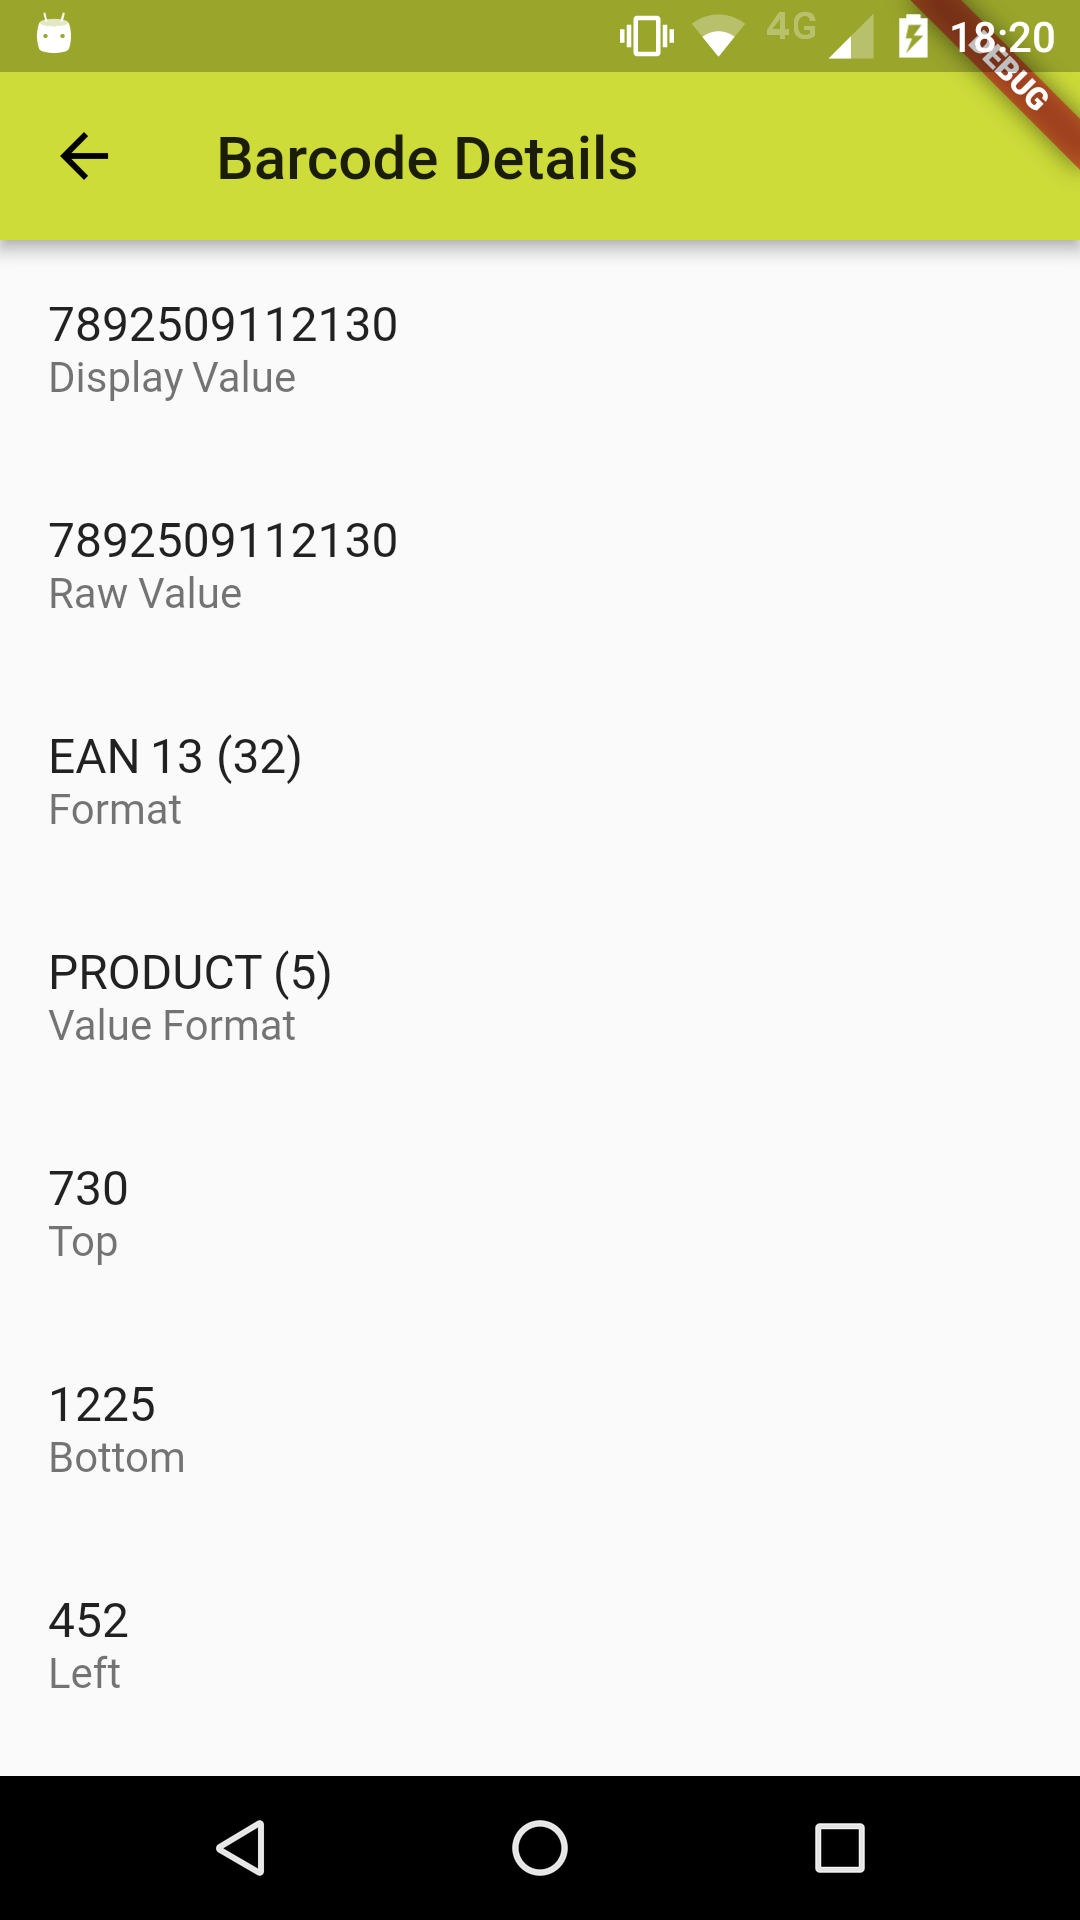 4G 18:20
DEBUG
Barcode Details
7892509112130
Display Value
7892509112130
Raw Value
EAN 13 (32)
Format
PRODUCT (5)
Value Format
730
Top
1225
Bottom
452
Left